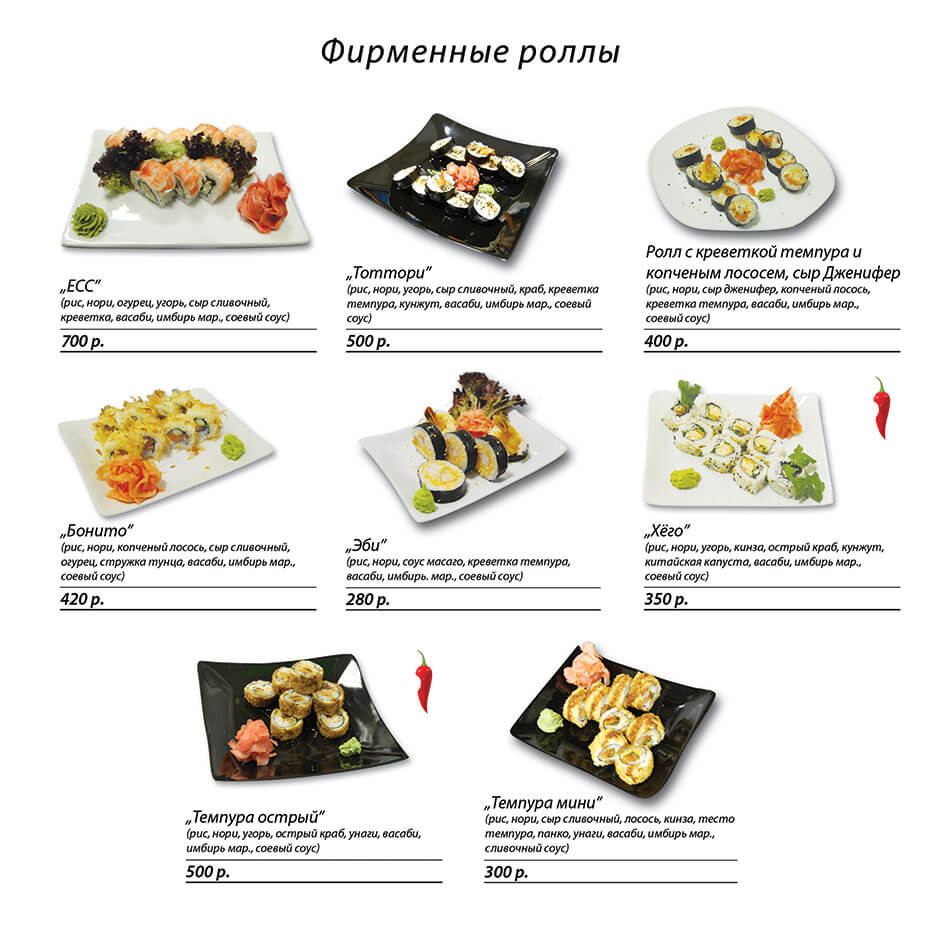 Фирменные роллы
„ЕСС”
(рис, нори, огурец, угорь, сыр сливочный,
креветка, васаби, имбирь мар., соевый соус)
700 р.
„Тоттори”
(рис, нори, угорь, сыр сливочный, краб, креветка
темпура, кунжут, васаби, имбирь мар., соевый
соус)
500 р.
Ролл с креветкой темпура и
копченым лососем, сыр Дженифер
(рис, нори, сыр дженифер, копченый лосось,
креветка темпура, васаби, имбирь мар.,
соевый соус)
400 р.
„Бонито”
(рис, нори, копченый лосось, сыр сливочный,
огурец, стружка тунца, васаби, имбирь мар.,
соевый соус)
420 р.
„Эби”
(рис, нори, соус масаго, креветка темпура,
васаби, имбирь. мар., соевый соус)
280 р.
„Хёго”
(рис, нори, угорь, кинза, острый краб, кунжут,
китайская капуста, васаби, имбирь мар.,
соевый соус)
350 р.
„Темпура острый”
(рис, нори, угорь, острый краб, унаги, васаби,
имбирь мар., соевый соус)
500 р.
„Темпура мини”
(рис, нори, сыр сливочный, лосось, кинза, тесто
темпура, панко, унаги, васаби, имбирь мар.,
сливочный соус)
300 р.